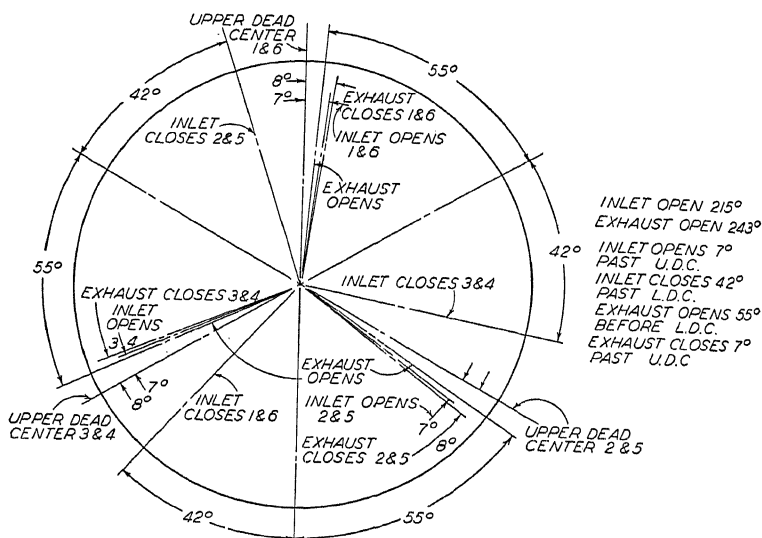 UPPER DEAD
CENTER
1&6
55°
42°
8°
7°
EXHAUST
CLOSES 1&6
INLET OPENS
1&6
INLET
CLOSES 2&5
EXHAUST
OPENS
INLET OPEN 215°
EXHAUST OPEN 243°
INLET OPENS 7°
PAST U.D.C.
INLET CLOSES 42°
PAST L.D.C.
EXHAUST OPENS 55°
BEFORE L.D.C.
EXHAUST CLOSES 7°
PAST U.D.C
42°
55°
INLET CLOSES 3&4
EXHAUST CLOSES 3&4
INLET
OPENS
3 4
EXHAUST
OPENS
7°
8°
INLET
CLOSES 1&6
INLET OPENS
2&5
7°
8°
UPPER DEAD
CENTER 3&4
EXHAUST
CLOSES 2&5
UPPER DEAD
CENTER 2&5
42°
55°